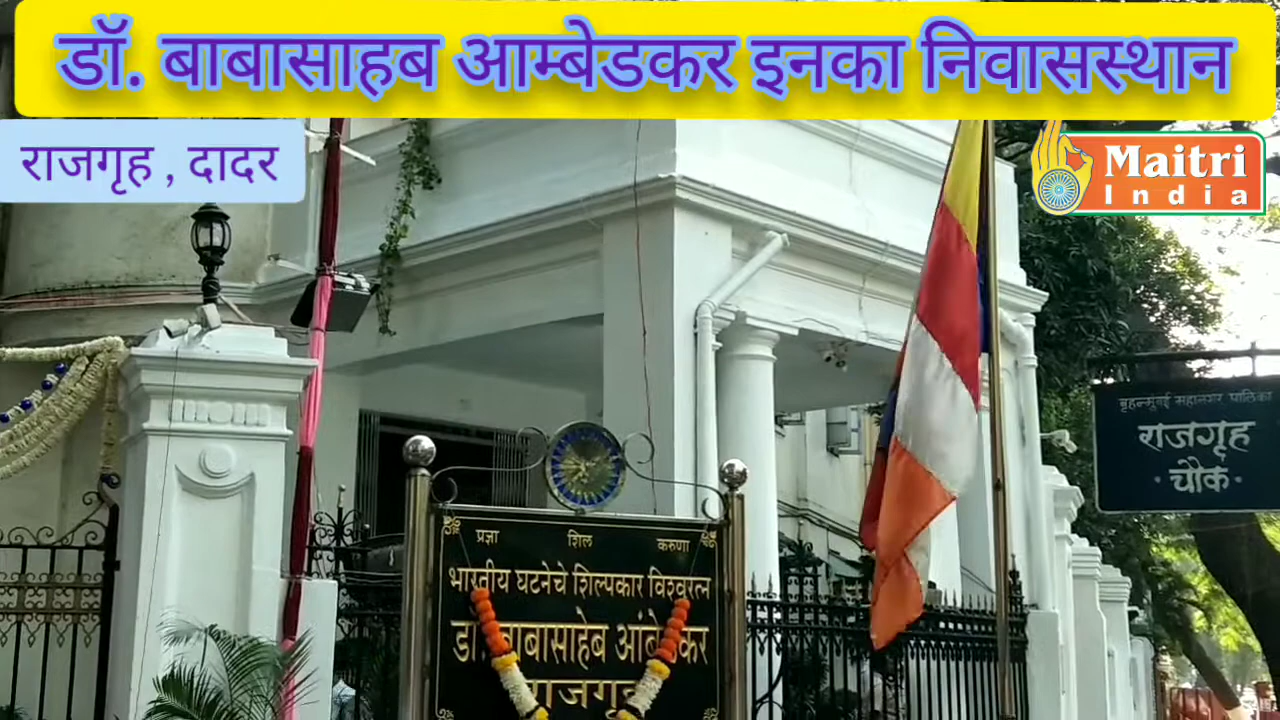 डॉ. बाबासाहब आम्बेडकर इनका निवासस्थान
राजगृह , दादर
Maitri
India
बृहन्मुंबई महानगर पालिका
राजगृह
चौक
प्रज्ञा शिल करुणा
भारतीय घटनेचे शिल्पकार विश्वरत्न
डॉ. बाबासाहेब आंबेडकर
राजगृह